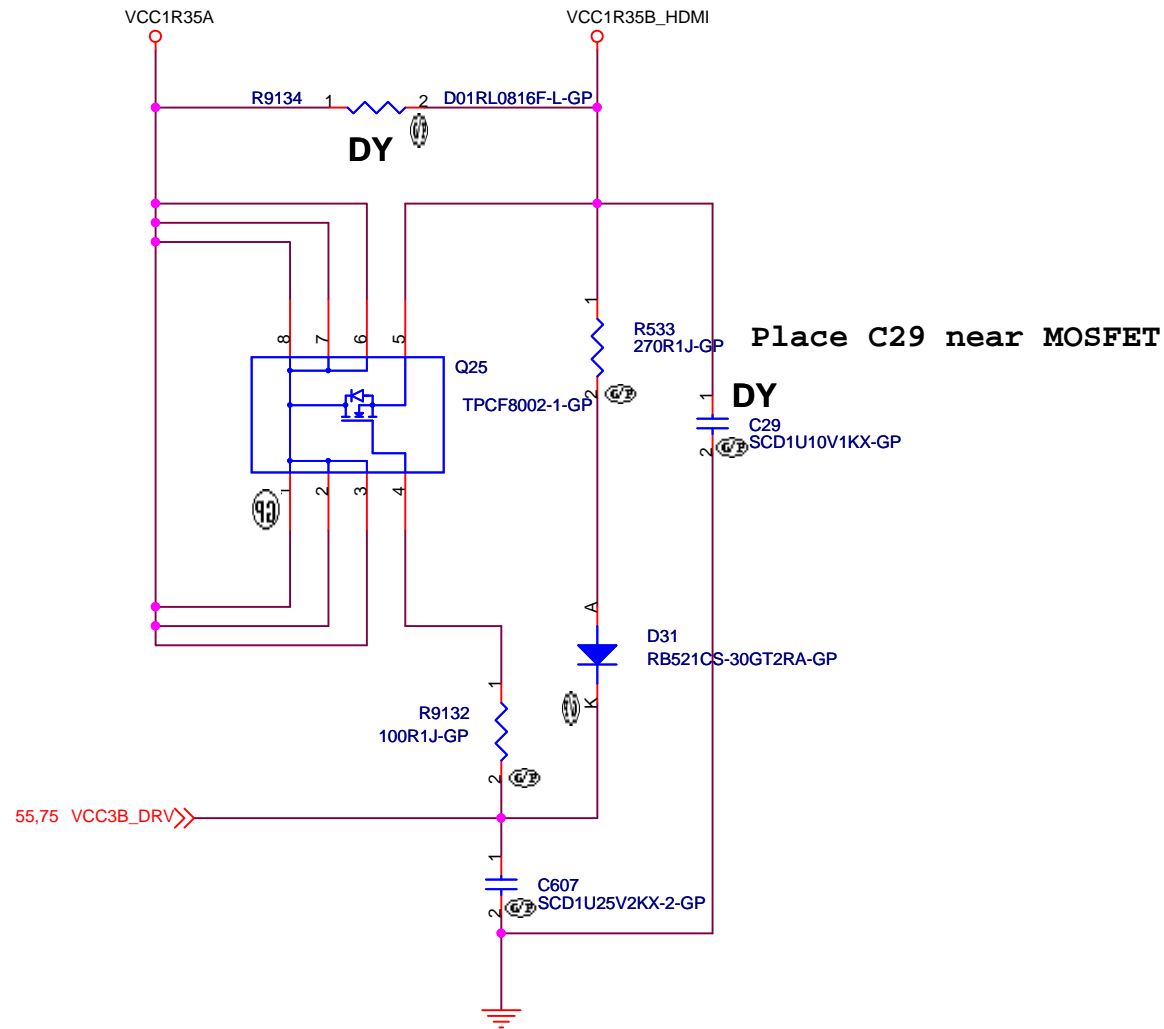 VCC1R35A
VCC1R35B_HDMI
R9134
1
2
D01RL0816F-L-GP
G/P
DY
8
7
6
5
1
R533
270R1J-GP
2
G/P
Place C29 near MOSFET
Q25
TPCF8002-1-GP
1
DY
C29
SCD1U10V1KX-GP
2
G/P
GP
1
2
3
4
A
D31
RB521CS-30GT2RA-GP
K
1
R9132
100R1J-GP
2
G/P
55,75 VCC3B_DRV
1
C607
SCD1U25V2KX-2-GP
2
G/P